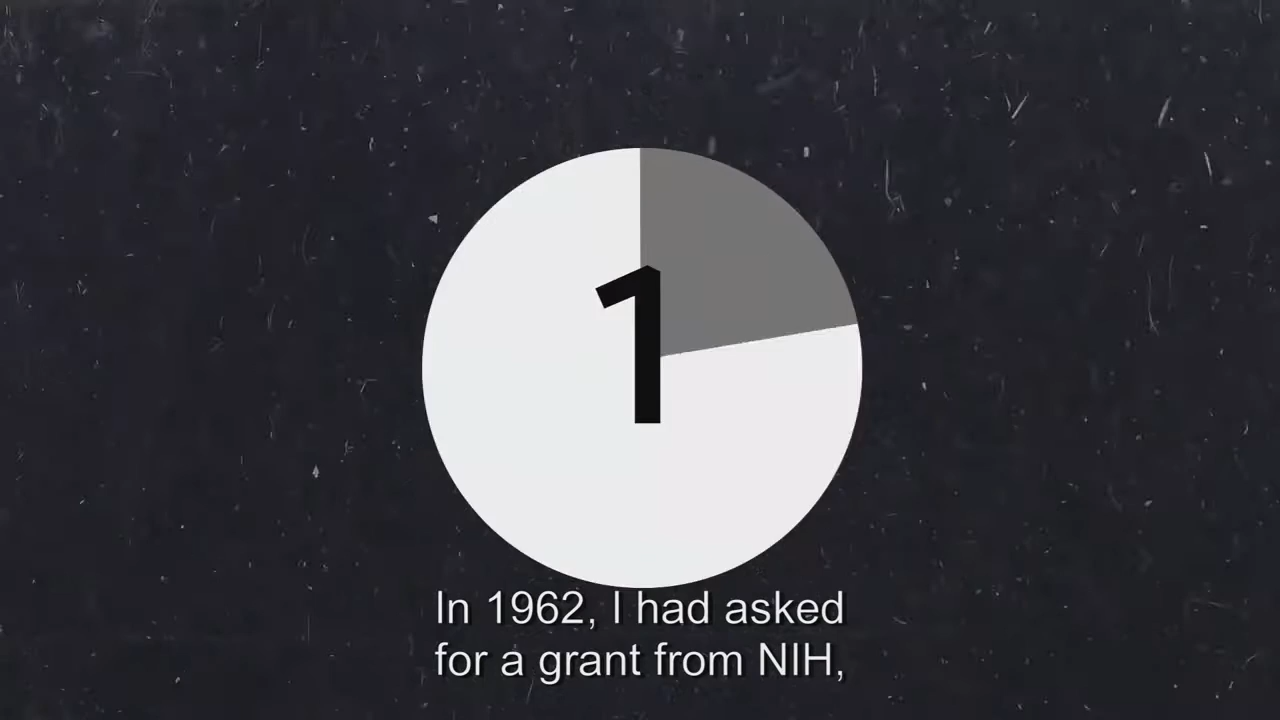 1
In 1962, I had asked
for a grant from NIH,